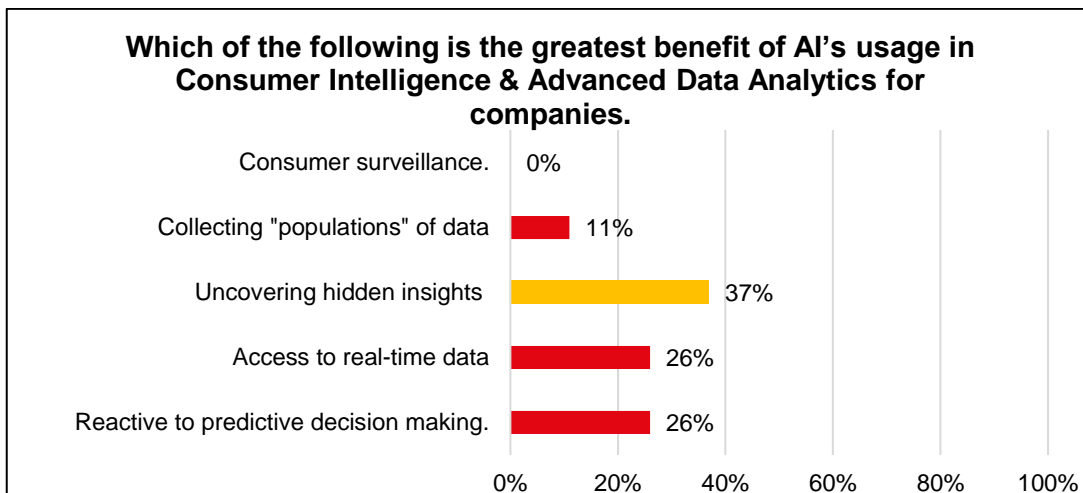 Which of the following is the greatest benefit of AI’s usage in
Consumer Intelligence & Advanced Data Analytics for
companies.
Consumer surveillance. 0%
Collecting "populations" of data 11%
Uncovering hidden insights 37%
Access to real-time data 26%
Reactive to predictive decision making. 26%
0% 20% 40% 60% 80% 100%